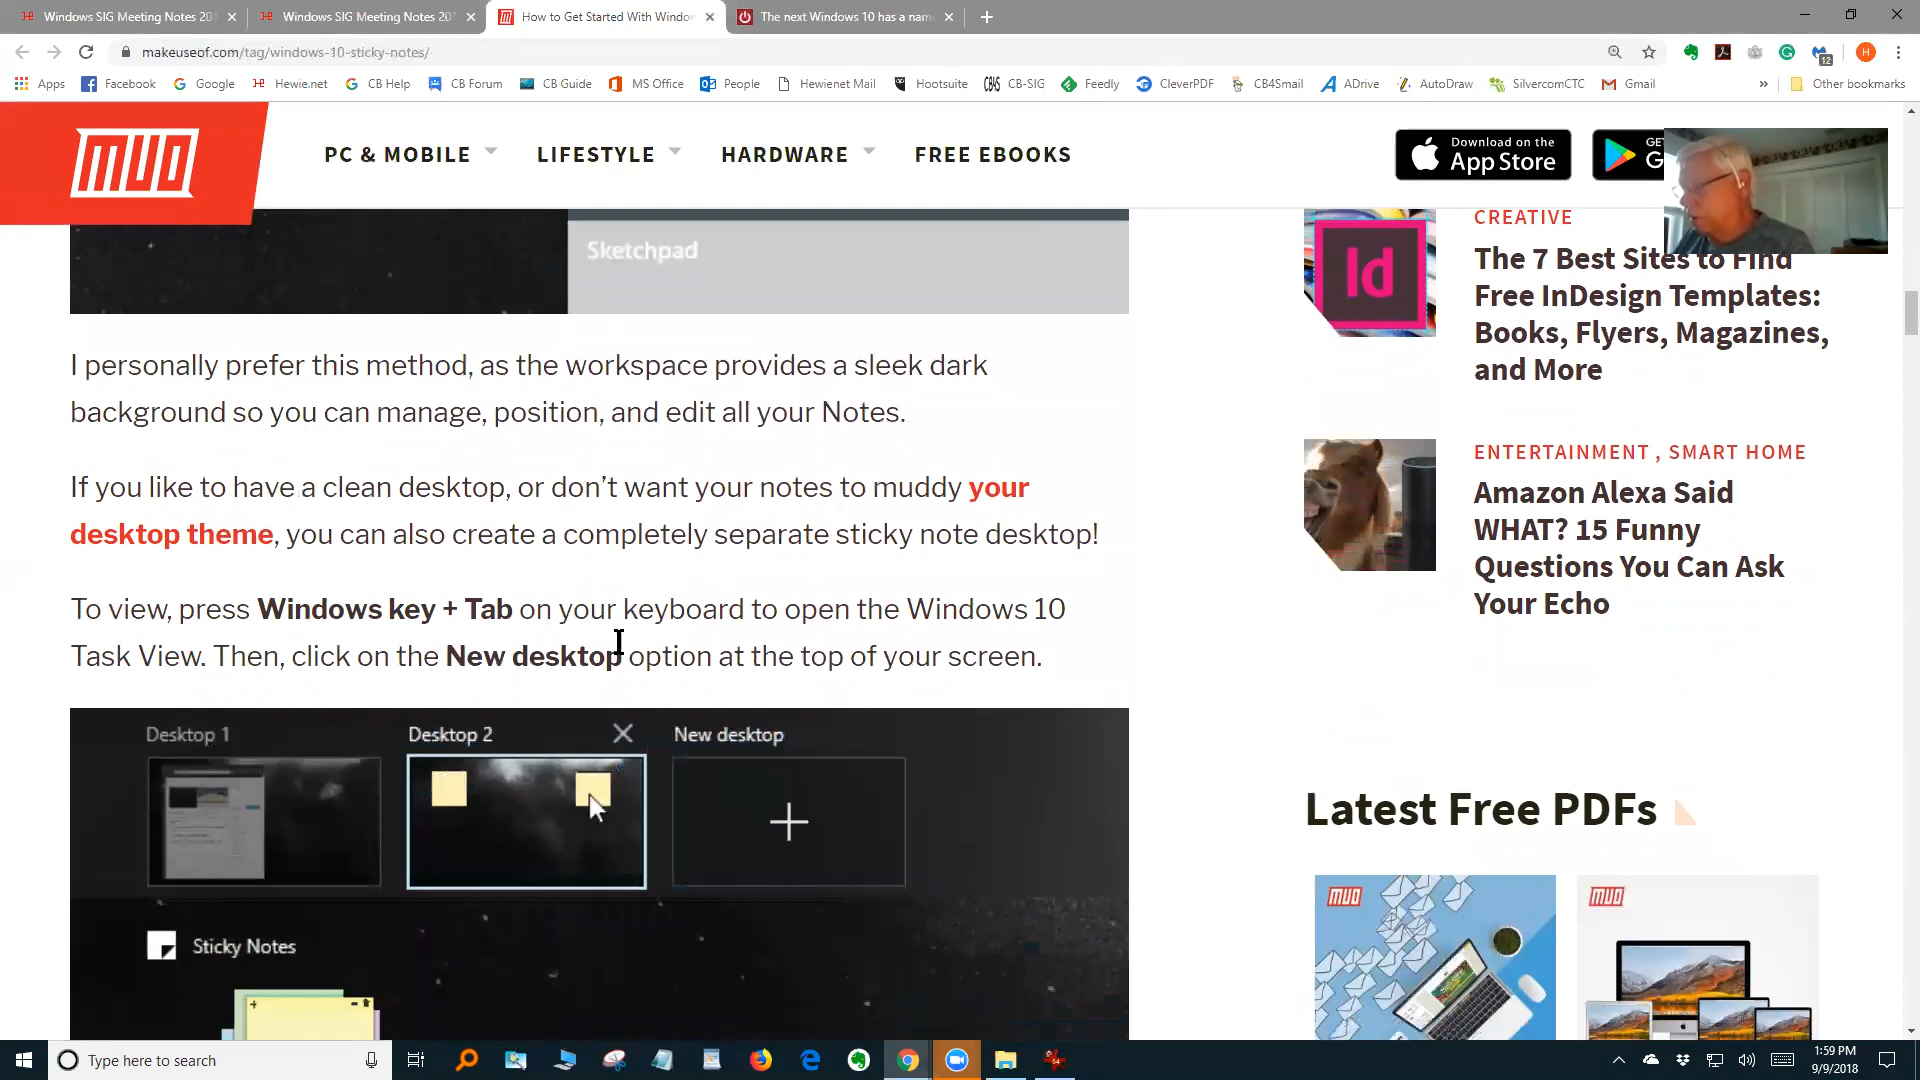 Windows SIG Meeting Notes 20
Windows SIG Meeting Notes 20
How to Get Started With Windo
The next Windows 10 has a nam
makeuseof.com/tag/windows-10-sticky-notes/
12
H
Apps
Facebook
Google
Hewie.net
CB Help
CB Forum
CB Guide
MS Office
People
Hewienet Mail
Hootsuite
CB-SIG
Feedly
CleverPDF
CB4Smail
ADrive
AutoDraw
SilvercomCTC
Gmail
»
Other bookmarks
MUO
PC & MOBILE
LIFESTYLE
HARDWARE
FREE EBOOKS
Download on the
App Store
GE
G
Sketchpad
I personally prefer this method, as the workspace provides a sleek dark
background so you can manage, position, and edit all your Notes.
If you like to have a clean desktop, or don’t want your notes to muddy your
desktop theme, you can also create a completely separate sticky note desktop!
To view, press Windows key + Tab on your keyboard to open the Windows 10
Task View. Then, click on the New desktop option at the top of your screen.
Desktop 1
Desktop 2
New desktop
Sticky Notes
CREATIVE
Id
The 7 Best Sites to Find
Free InDesign Templates:
Books, Flyers, Magazines,
and More
ENTERTAINMENT , SMART HOME
Amazon Alexa Said
WHAT? 15 Funny
Questions You Can Ask
Your Echo
Latest Free PDFs
MUO
MUO
Type here to search
1:59 PM
9/9/2018